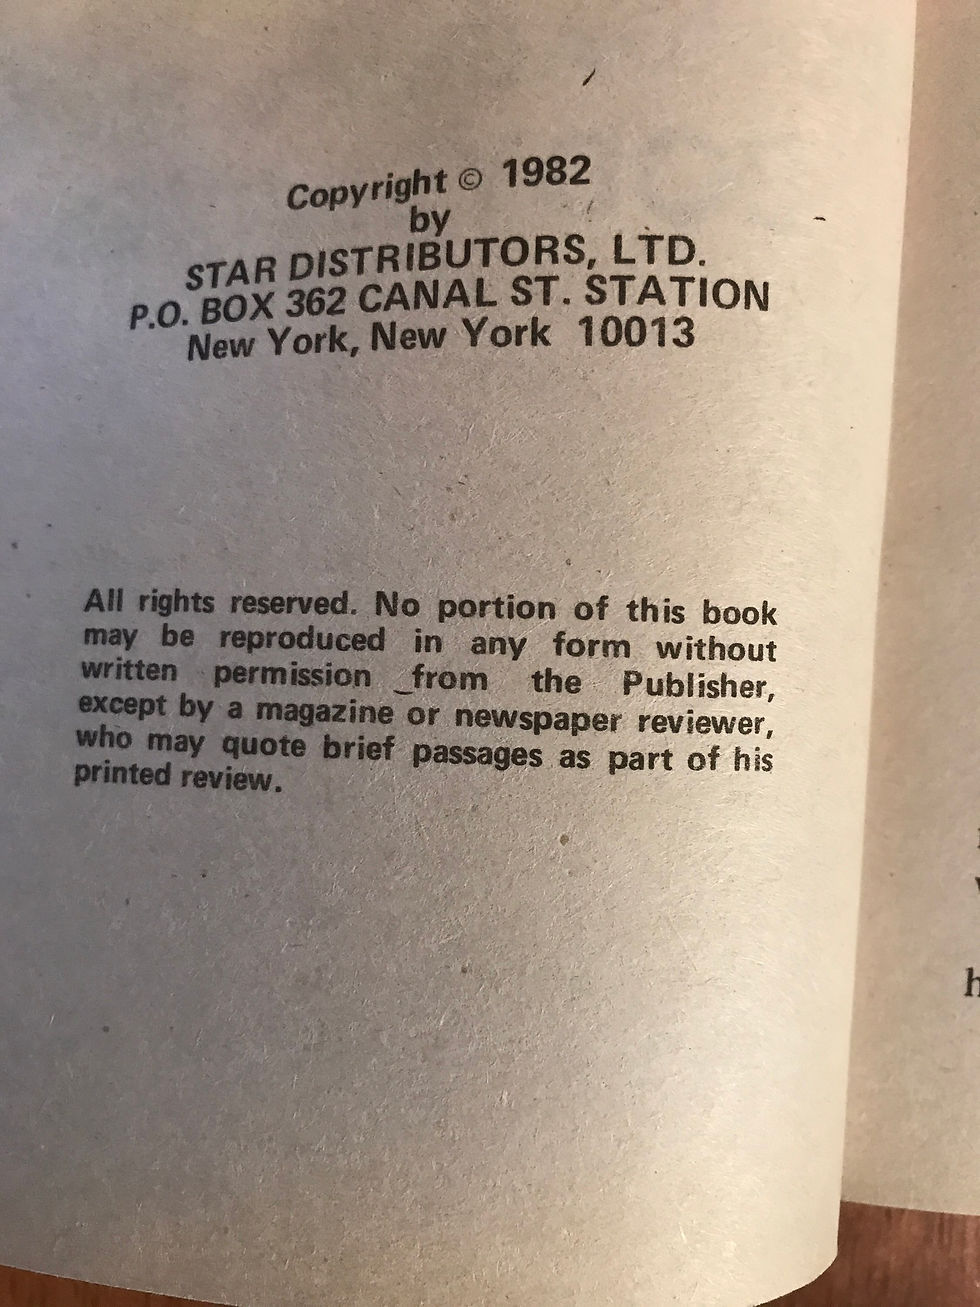 Copyright © 1982
by
STAR DISTRIBUTORS, LTD.
P.O. BOX 362 CANAL ST. STATION
New York, New York 10013
All rights reserved. No portion of this book
may be reproduced in any form without
written permission _from the Publisher,
except by a magazine or newspaper reviewer,
who may quote brief passages as part of his
printed review.
h